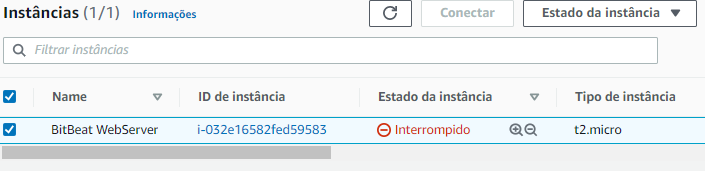 Instâncias (1/1) Informações Conectar Estado da instância
Filtrar instâncias
Name ID de instância Estado da instância Tipo de instância
BitBeat WebServer i-032e16582fed59583 Interrompido t2.micro